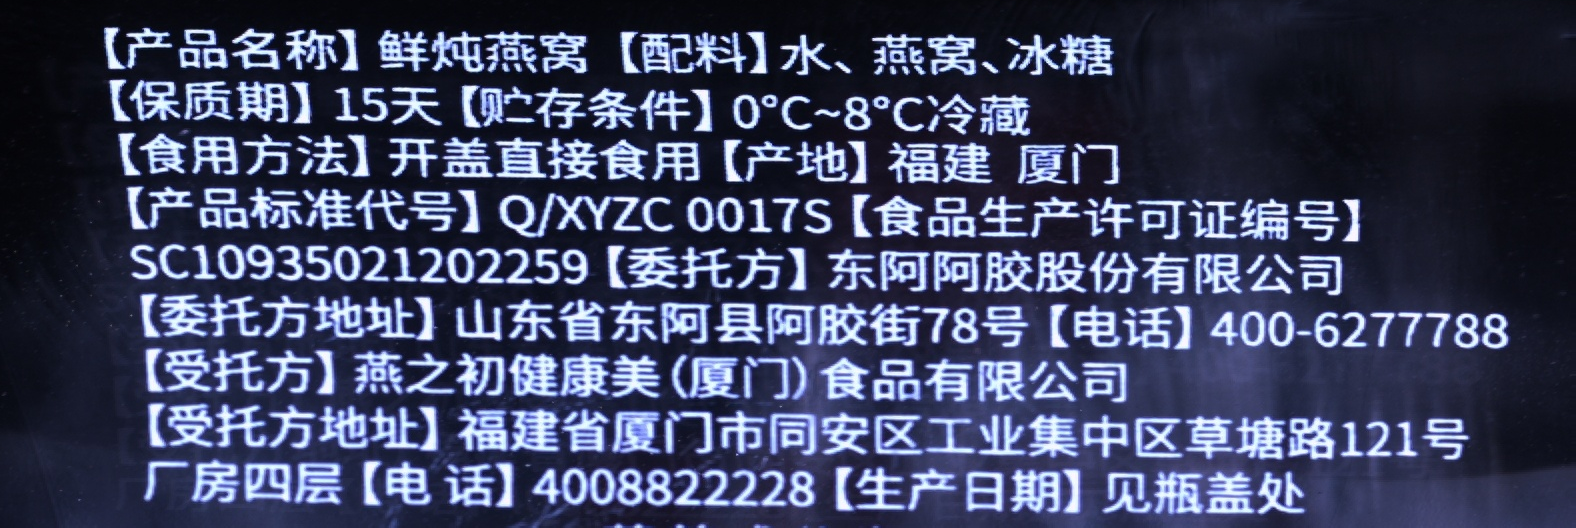 【产品名称】鲜炖燕窝【配料】水、燕窝、冰糖
【保质期】15天【贮存条件】0°C~8°C冷藏
【食用方法】开盖直接食用【产地】福建 厦门
【产品标准代号】Q/XYZC 0017S【食品生产许可证编号】
SC10935021202259【委托方】东阿阿胶股份有限公司
【委托方地址】山东省东阿县阿胶街78号【电话】400-6277788
【受托方】燕之初健康美(厦门)食品有限公司
【受托方地址】福建省厦门市同安区工业集中区草塘路121号
厂房四层【电 话】4008822228【生产日期】见瓶盖处